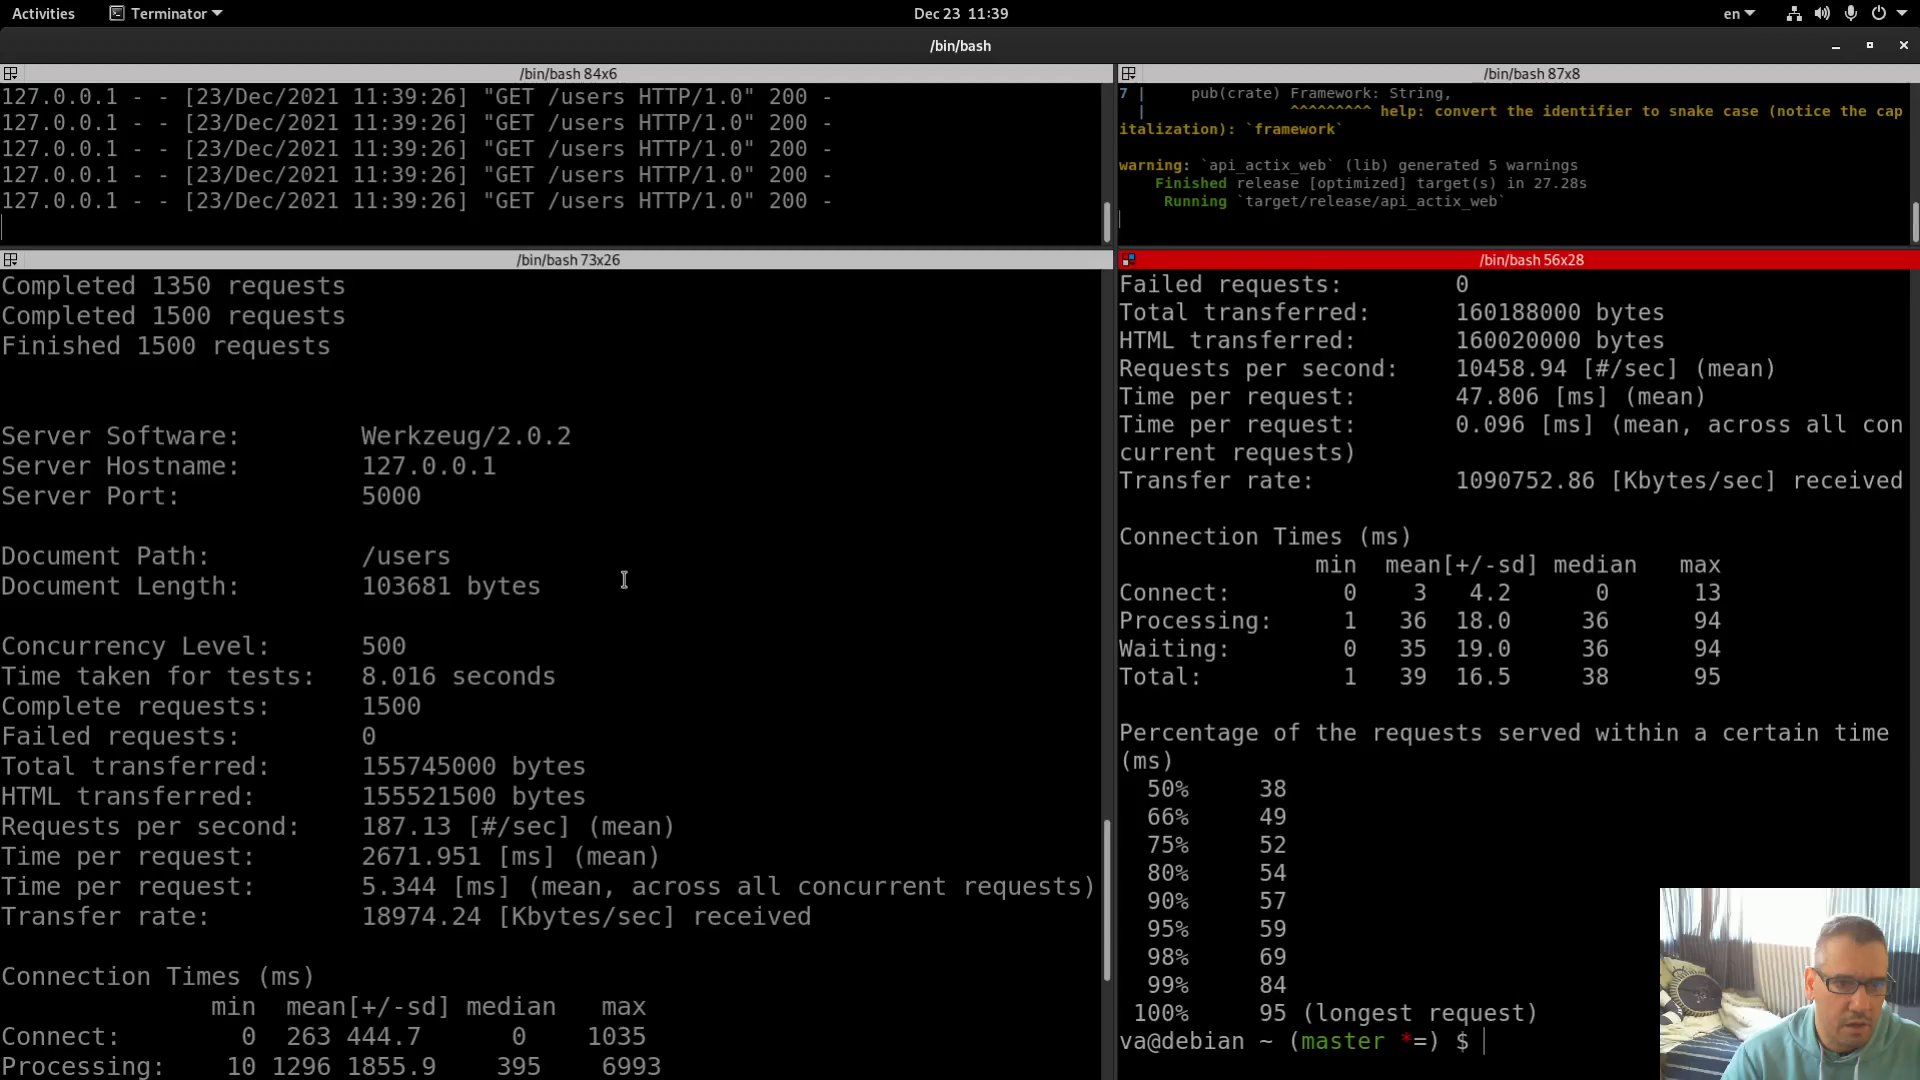 Activities Terminator Dec 23 11:39 en
/bin/bash
/bin/bash 84x6
127.0.0.1 - - [23/Dec/2021 11:39:26] "GET /users HTTP/1.0" 200 -
127.0.0.1 - - [23/Dec/2021 11:39:26] "GET /users HTTP/1.0" 200 -
127.0.0.1 - - [23/Dec/2021 11:39:26] "GET /users HTTP/1.0" 200 -
127.0.0.1 - - [23/Dec/2021 11:39:26] "GET /users HTTP/1.0" 200 -
127.0.0.1 - - [23/Dec/2021 11:39:26] "GET /users HTTP/1.0" 200 -
/bin/bash 87x8
7 | pub(crate) Framework: String,
| ^^^^^^^^^ help: convert the identifier to snake case (notice the cap
italization): `framework`
warning: `api_actix_web` (lib) generated 5 warnings
Finished release [optimized] target(s) in 27.28s
Running `target/release/api_actix_web`
/bin/bash 73x26
Completed 1350 requests
Completed 1500 requests
Finished 1500 requests
Server Software: Werkzeug/2.0.2
Server Hostname: 127.0.0.1
Server Port: 5000
Document Path: /users
Document Length: 103681 bytes
Concurrency Level: 500
Time taken for tests: 8.016 seconds
Complete requests: 1500
Failed requests: 0
Total transferred: 155745000 bytes
HTML transferred: 155521500 bytes
Requests per second: 187.13 [#/sec] (mean)
Time per request: 2671.951 [ms] (mean)
Time per request: 5.344 [ms] (mean, across all concurrent requests)
Transfer rate: 18974.24 [Kbytes/sec] received
Connection Times (ms)
min mean[+/-sd] median max
Connect: 0 263 444.7 0 1035
Processing: 10 1296 1855.9 395 6993
/bin/bash 56x28
Failed requests: 0
Total transferred: 160188000 bytes
HTML transferred: 160020000 bytes
Requests per second: 10458.94 [#/sec] (mean)
Time per request: 47.806 [ms] (mean)
Time per request: 0.096 [ms] (mean, across all con
current requests)
Transfer rate: 1090752.86 [Kbytes/sec] received
Connection Times (ms)
min mean[+/-sd] median max
Connect: 0 3 4.2 0 13
Processing: 1 36 18.0 36 94
Waiting: 0 35 19.0 36 94
Total: 1 39 16.5 38 95
Percentage of the requests served within a certain time
(ms)
50% 38
66% 49
75% 52
80% 54
90% 57
95% 59
98% 69
99% 84
100% 95 (longest request)
va@debian ~ (master *=) $